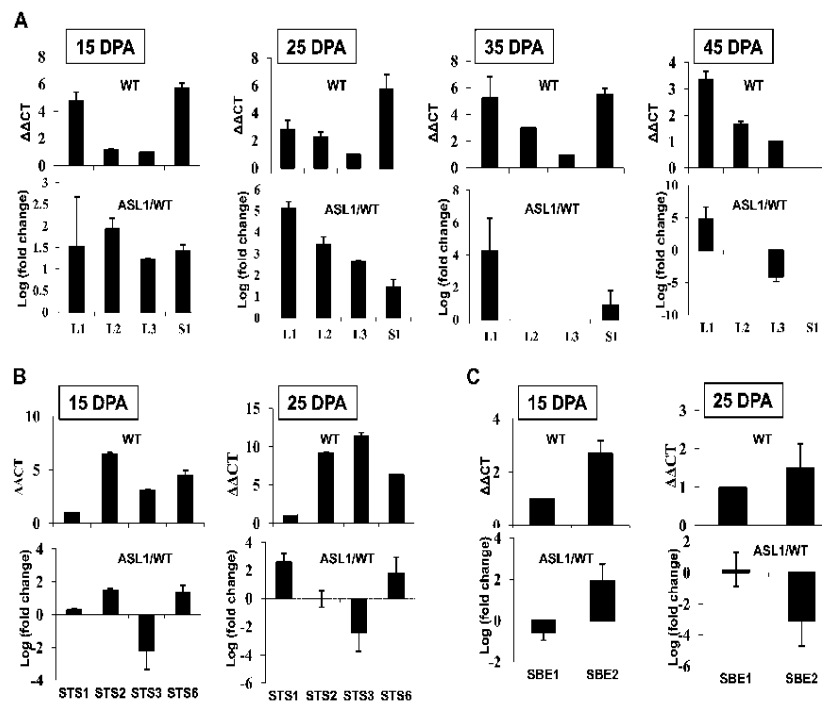 A
15 DPA
25 DPA
35 DPA
45 DPA
WT
WT
WT
WT
ΔΔCT
8
6
4
2
0
ΔΔCT
8
6
4
2
0
ΔΔCT
8
6
4
2
0
ΔΔCT
4
3
2
1
0
ASL1/WT
ASL1/WT
ASL1/WT
ASL1/WT
Log (fold change)
3
2.5
2
1.5
1
0.5
0
Log (fold change)
6
5
4
3
2
1
0
Log (fold change)
8
6
4
2
0
Log (fold change)
10
5
0
-5
-10
L1 L2 L3 S1
L1 L2 L3 S1
L1 L2 L3 S1
L1 L2 L3 S1
B
15 DPA
25 DPA
WT
WT
ΔΔCT
10
5
0
ΔΔCT
15
10
5
0
ASL1/WT
ASL1/WT
Log (fold change)
4
2
0
-2
-4
Log (fold change)
4
2
0
-2
-4
STS1 STS2 STS3 STS6
STS1 STS2 STS3 STS6
C
15 DPA
25 DPA
WT
WT
ΔΔCT
4
2
0
ΔΔCT
3
2
1
0
ASL1/WT
ASL1/WT
Log (fold change)
4
2
0
-2
Log (fold change)
2
0
-2
-4
-6
SBE1 SBE2
SBE1 SBE2